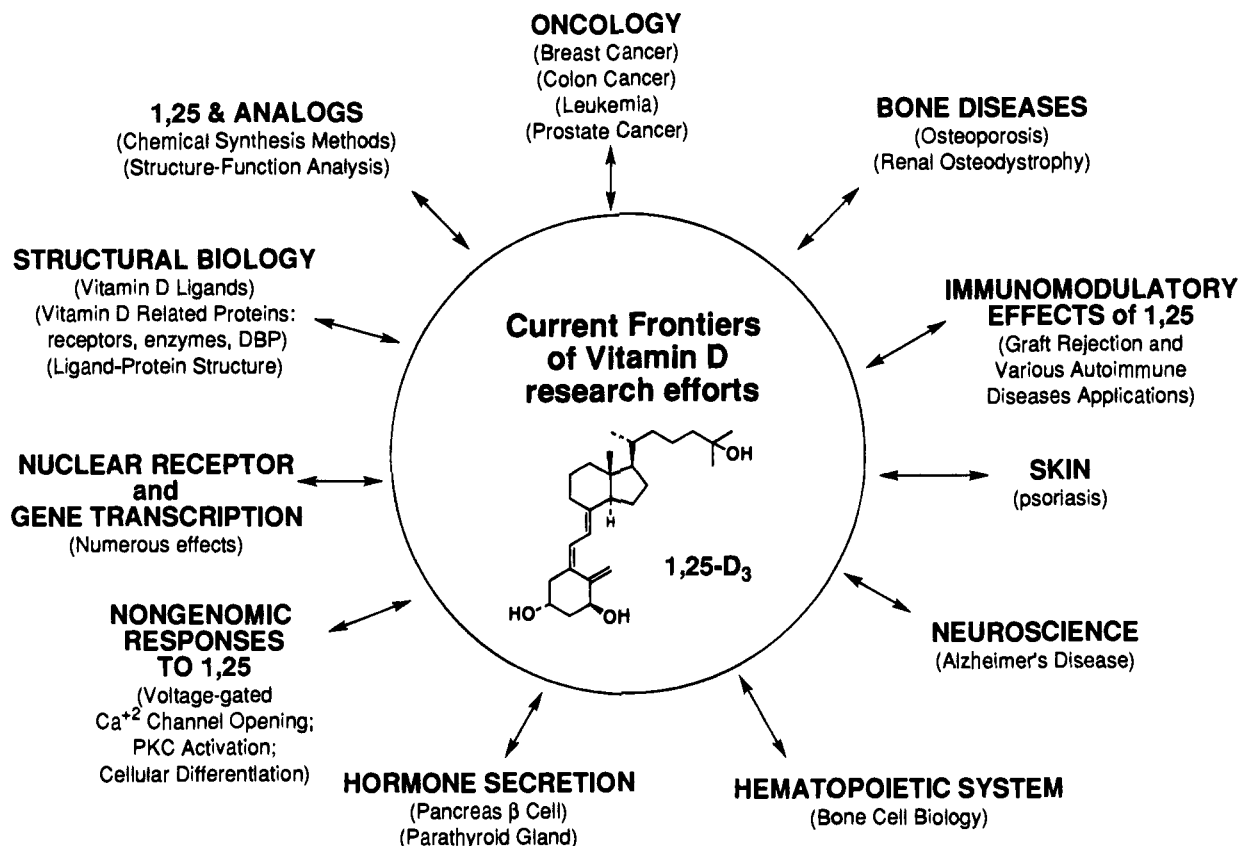 ONCOLOGY
(Breast Cancer)
(Colon Cancer)
(Leukemia)
(Prostate Cancer)
1,25 & ANALOGS
(Chemical Synthesis Methods)
(Structure-Function Analysis)
BONE DISEASES
(Osteoporosis)
(Renal Osteodystrophy)
STRUCTURAL BIOLOGY
(Vitamin D Ligands)
(Vitamin D Related Proteins:
receptors, enzymes, DBP)
(Ligand-Protein Structure)
IMMUNOMODULATORY
EFFECTS of 1,25
(Graft Rejection and
Various Autoimmune
Diseases Applications)
Current Frontiers
of Vitamin D
research efforts
OH
H
1,25-D₃
HO
OH
NUCLEAR RECEPTOR
and
GENE TRANSCRIPTION
(Numerous effects)
SKIN
(psoriasis)
NONGENOMIC
RESPONSES
TO 1,25
(Voltage-gated
Ca⁺² Channel Opening;
PKC Activation;
Cellular Differentlation)
NEUROSCIENCE
(Alzheimer's Disease)
HORMONE SECRETION
(Pancreas β Cell)
(Parathyroid Gland)
HEMATOPOIETIC SYSTEM
(Bone Cell Biology)